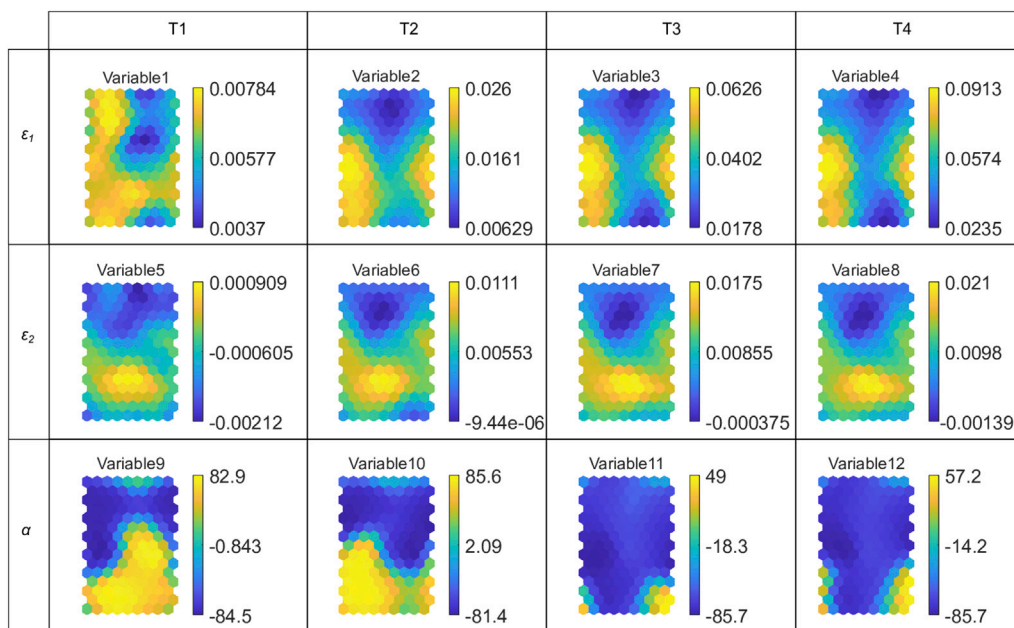 T1 T2 T3 T4
ε1
Variable1 0.00784 0.00577 0.0037
Variable2 0.026 0.0161 0.00629
Variable3 0.0626 0.0402 0.0178
Variable4 0.0913 0.0574 0.0235
ε2
Variable5 0.000909 -0.000605 -0.00212
Variable6 0.0111 0.00553 -9.44e-06
Variable7 0.0175 0.00855 -0.000375
Variable8 0.021 0.0098 -0.00139
α
Variable9 82.9 -0.843 -84.5
Variable10 85.6 2.09 -81.4
Variable11 49 -18.3 -85.7
Variable12 57.2 -14.2 -85.7